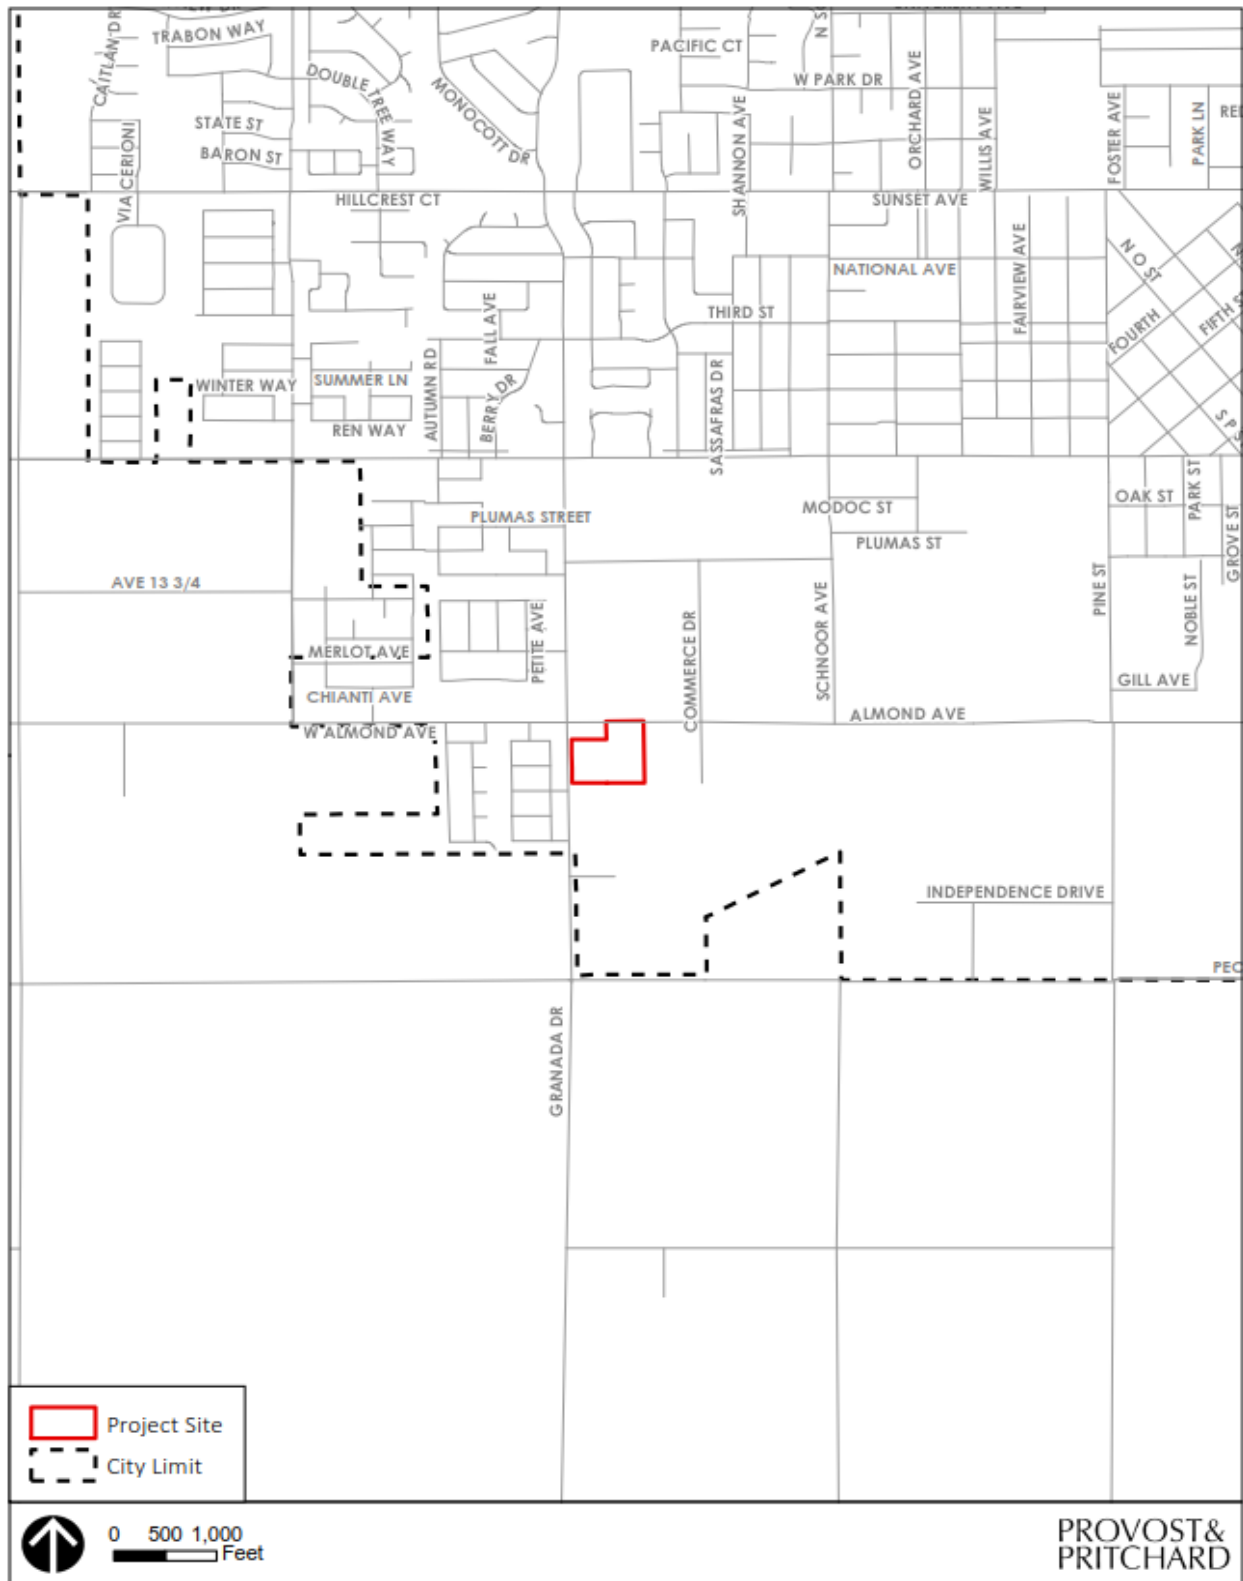 TRABON WAY
CAITLAN DR
DOUBLE TREE WAY
MONOCOTT DR
PACIFIC CT
W PARK DR
ORCHARD AVE
WILLIS AVE
FOSTER AVE
PARK LN
STATE ST
BARON ST
VIA CERIONI
HILLCREST CT
SHANNON AVE
SUNSET AVE
NATIONAL AVE
FAIRVIEW AVE
N O ST
FOURTH
FIFTH S
THIRD ST
FALL AVE
WINTER WAY
SUMMER LN
AUTUMN RD
BERRY DR
REN WAY
SASSAFRAS DR
PLUMAS STREET
MODOC ST
PLUMAS ST
OAK ST
PARK ST
GROVE ST
AVE 13 3/4
PETITE AVE
COMMERCE DR
SCHNOOR AVE
PINE ST
NOBLE ST
MERLOT AVE
CHIANTI AVE
GILL AVE
W ALMOND AVE
ALMOND AVE
INDEPENDENCE DRIVE
GRANADA DR
Project Site
City Limit
0 500 1,000
Feet
PROVOST&
PRITCHARD